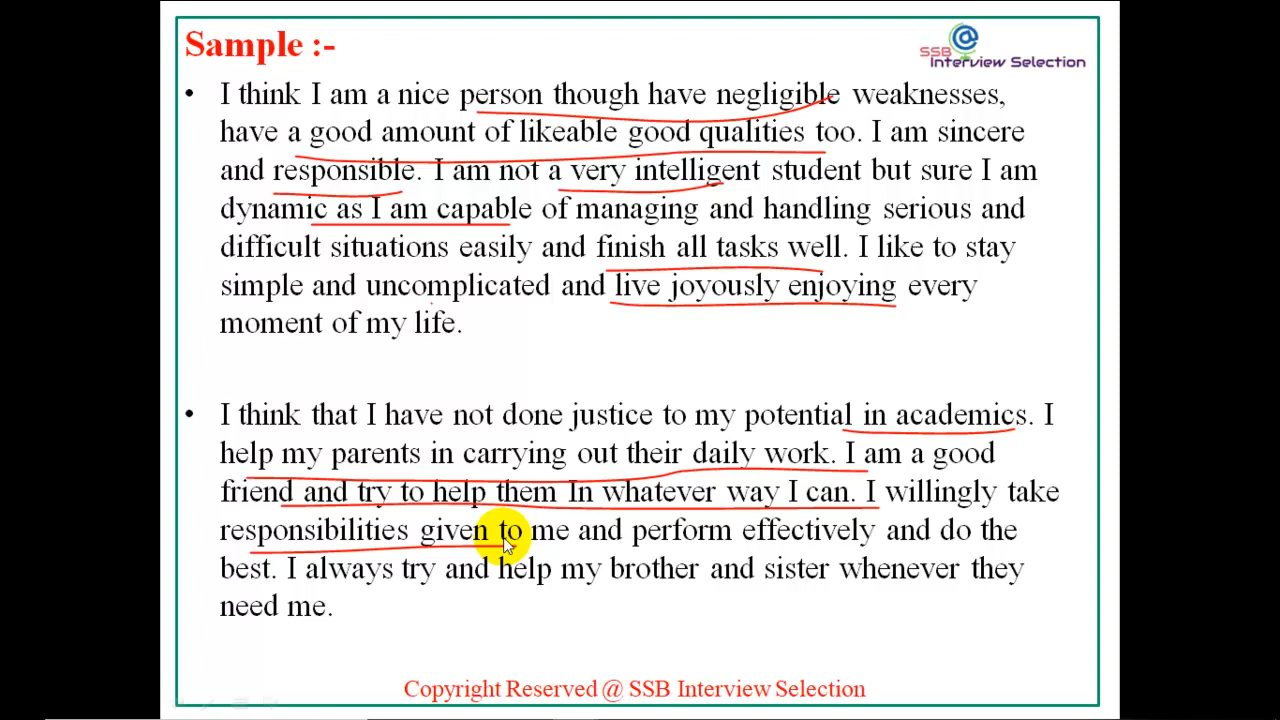 Sample :-
SSB
Interview Selection
• I think I am a nice person though have negligible weaknesses,
have a good amount of likeable good qualities too. I am sincere
and responsible. I am not a very intelligent student but sure I am
dynamic as I am capable of managing and handling serious and
difficult situations easily and finish all tasks well. I like to stay
simple and uncomplicated and live joyously enjoying every
moment of my life.
• I think that I have not done justice to my potential in academics. I
help my parents in carrying out their daily work. I am a good
friend and try to help them In whatever way I can. I willingly take
responsibilities given to me and perform effectively and do the
best. I always try and help my brother and sister whenever they
need me.
Copyright Reserved @ SSB Interview Selection